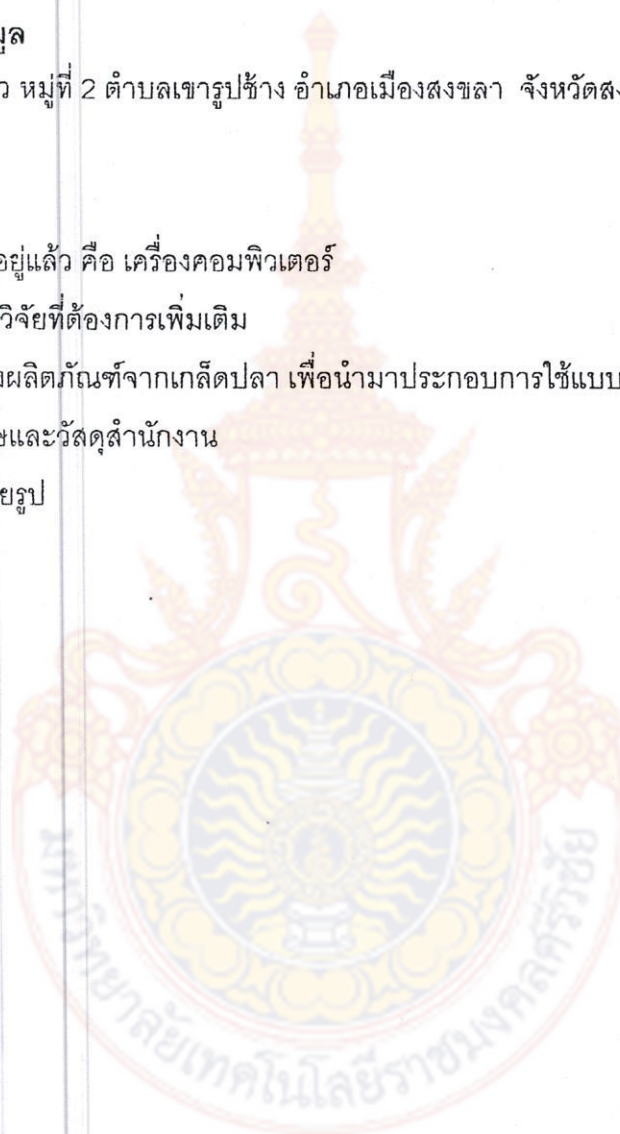 มูล
ว หมู่ที่ 2 ตำบลเขารูปช้าง อำเภอเมืองสงขลา จังหวัดสง
อยู่แล้ว คือ เครื่องคอมพิวเตอร์
วิจัยที่ต้องการเพิ่มเติม
งผลิตภัณฑ์จากเกล็ดปลา เพื่อนำมาประกอบการใช้แบบ
ษและวัสดุสำนักงาน
ยรูป
มหาวิทยาลัยเทคโนโลยีราชมงคลศรีวิชัย